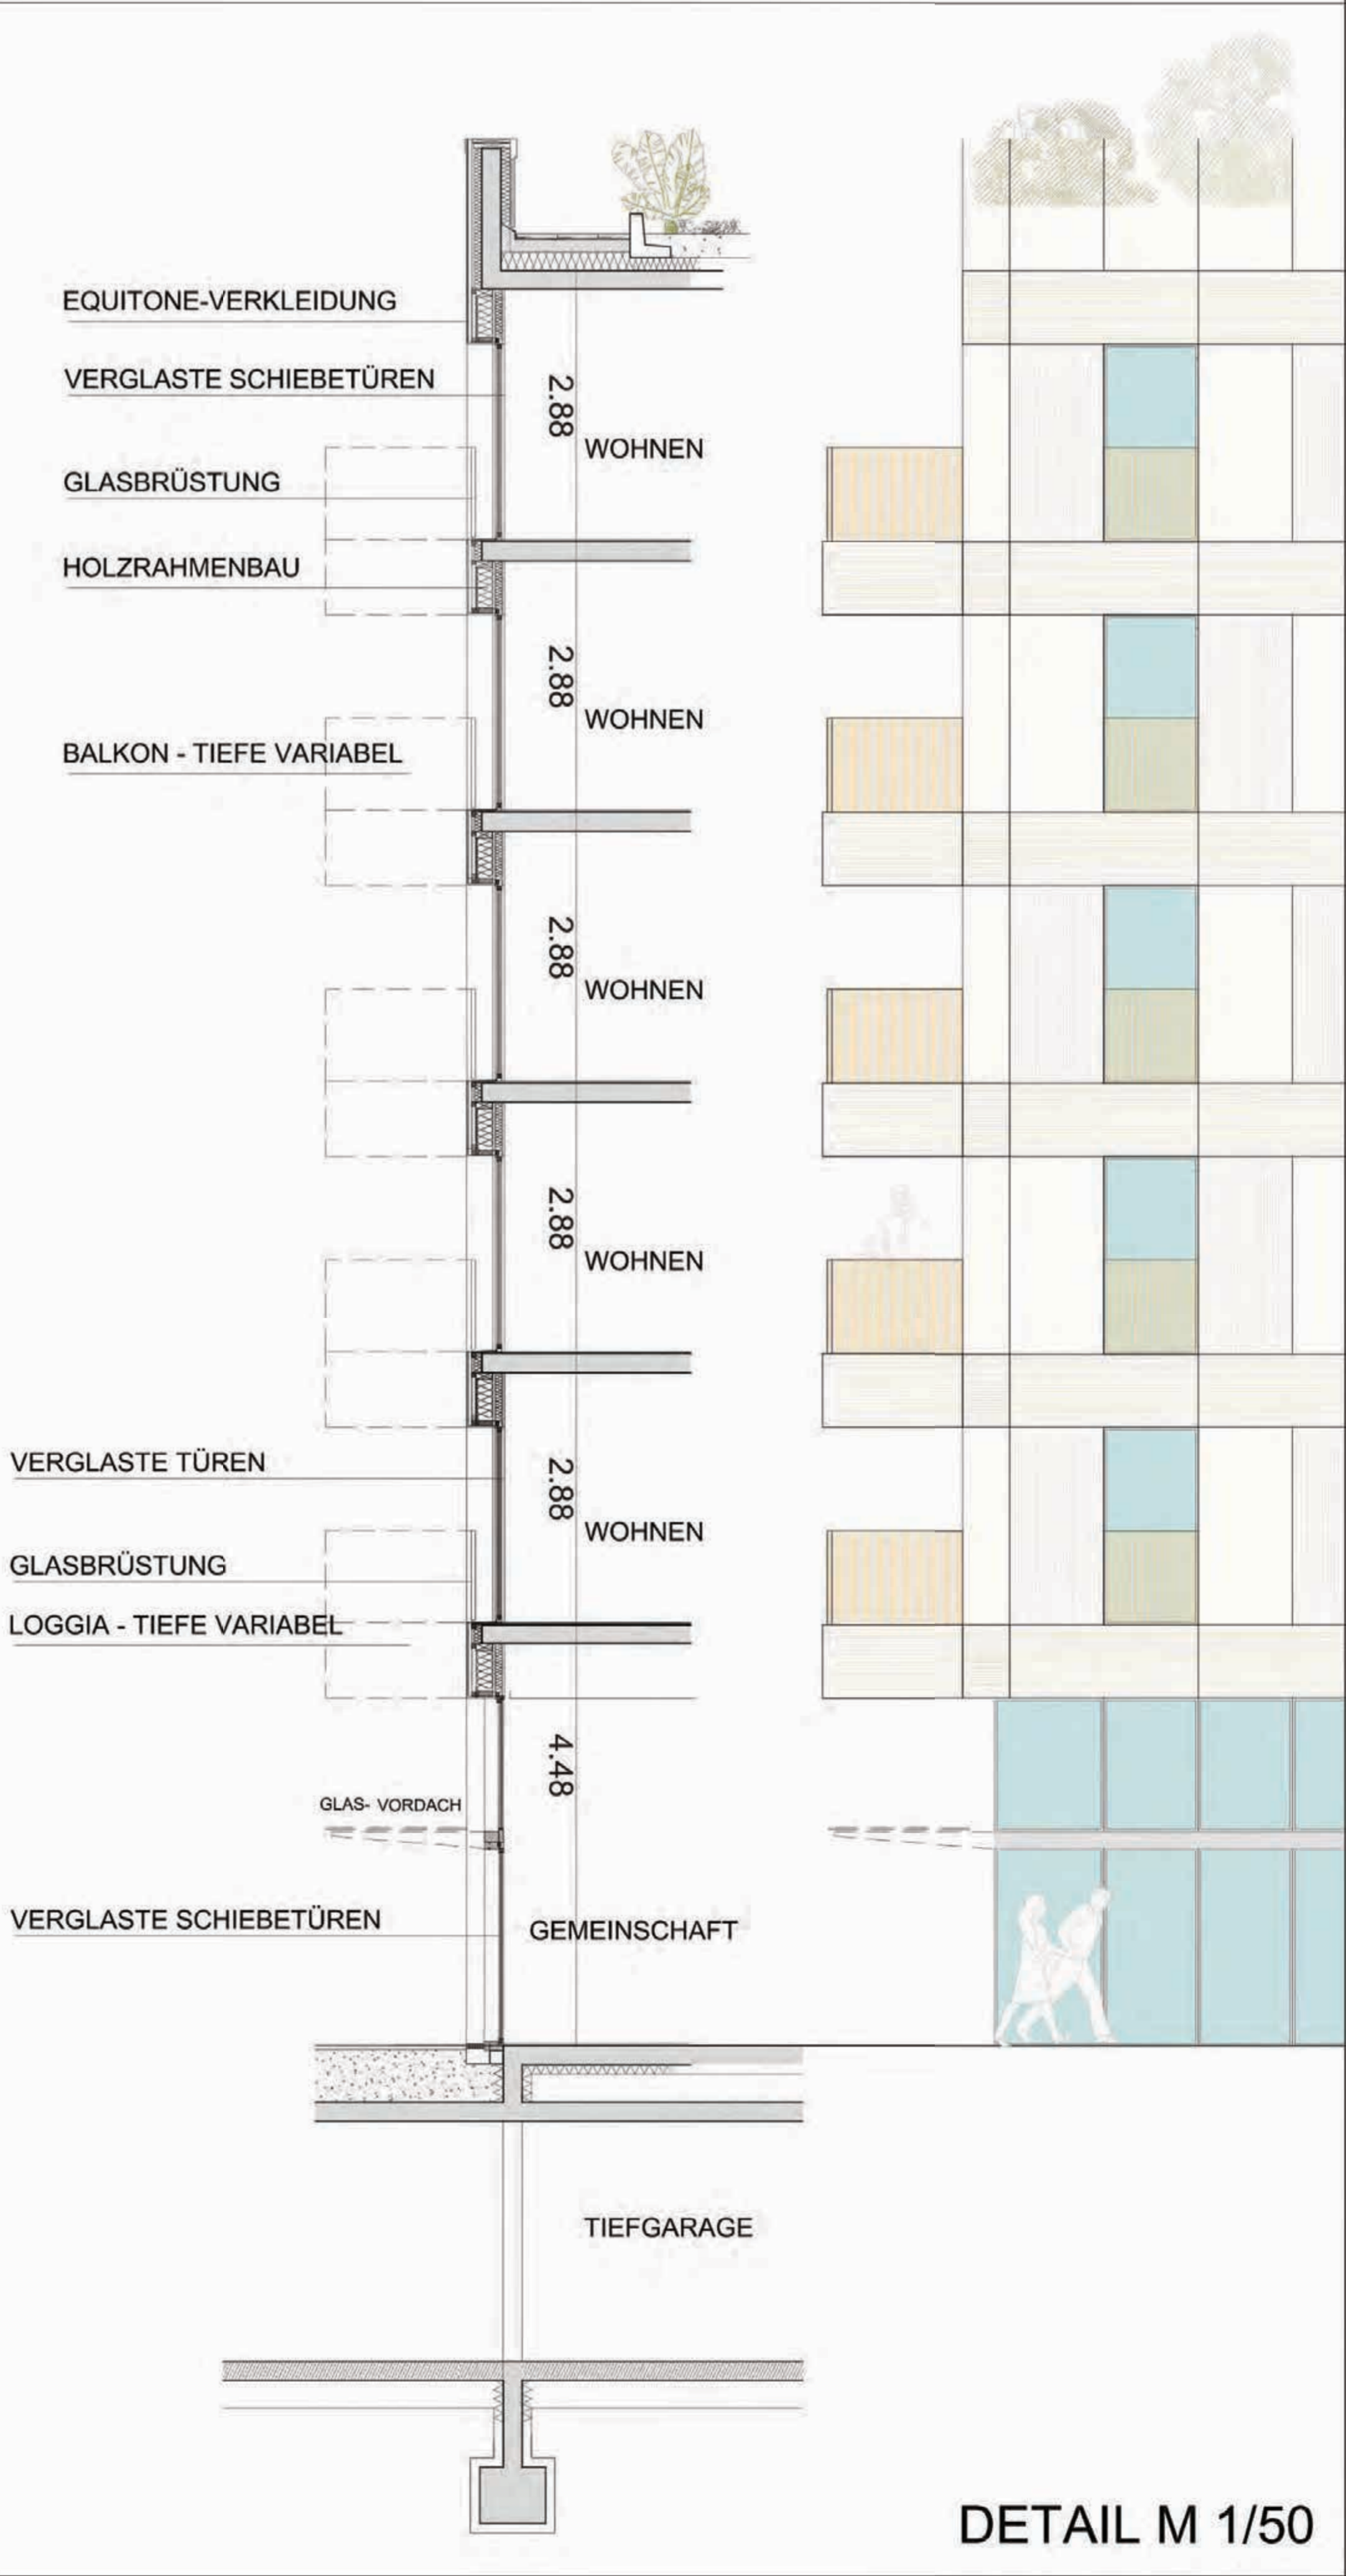 EQUITONE-VERKLEIDUNG
VERGLASTE SCHIEBETÜREN
2.88
WOHNEN
GLASBRÜSTUNG
HOLZRAHMENBAU
2.88
WOHNEN
BALKON - TIEFE VARIABEL
2.88
WOHNEN
2.88
WOHNEN
VERGLASTE TÜREN
2.88
WOHNEN
GLASBRÜSTUNG
LOGGIA - TIEFE VARIABEL
4.48
GLAS- VORDACH
VERGLASTE SCHIEBETÜREN
GEMEINSCHAFT
TIEFGARAGE
DETAIL M 1/50